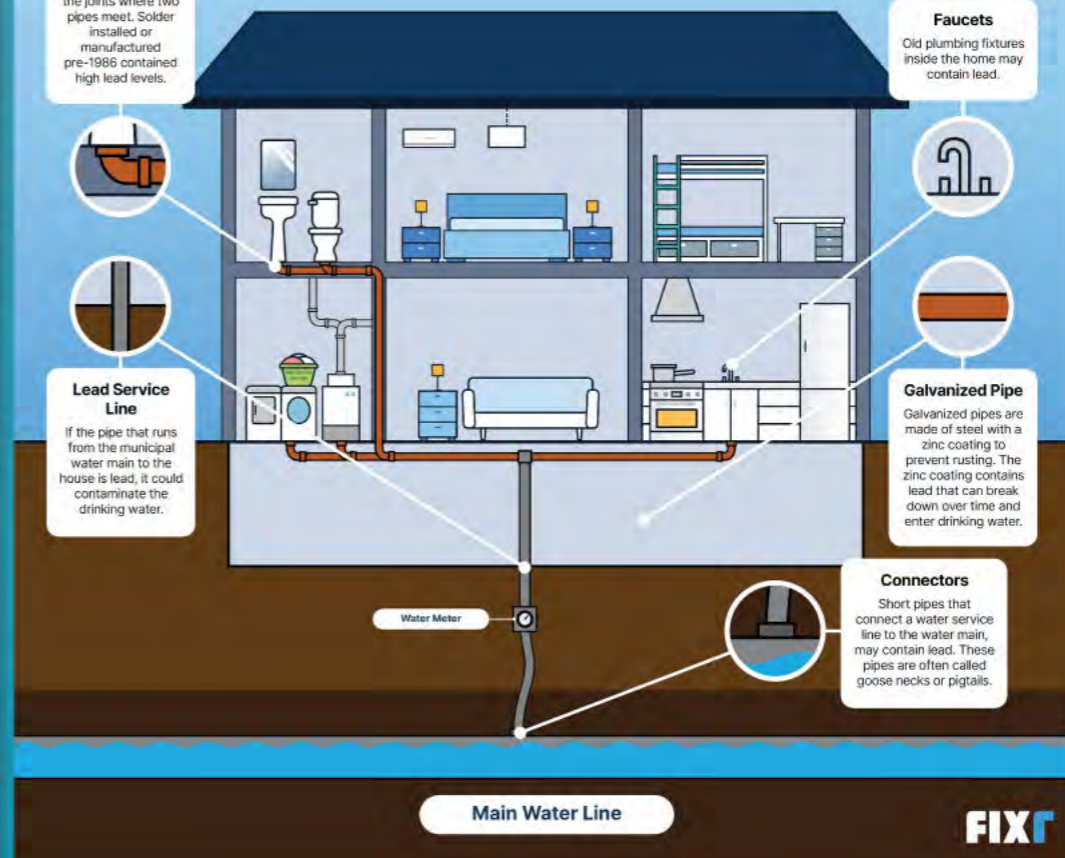 the joints where two
pipes meet. Solder
installed or
manufactured
pre-1986 contained
high lead levels.
Faucets
Old plumbing fixtures
inside the home may
contain lead.
Lead Service
Line
If the pipe that runs
from the municipal
water main to the
house is lead, it could
contaminate the
drinking water.
Galvanized Pipe
Galvanized pipes are
made of steel with a
zinc coating to
prevent rusting. The
zinc coating contains
lead that can break
down over time and
enter drinking water.
Connectors
Short pipes that
connect a water service
line to the water main,
may contain lead. These
pipes are often called
goose necks or pigtails.
Water Meter
Main Water Line
FIXr